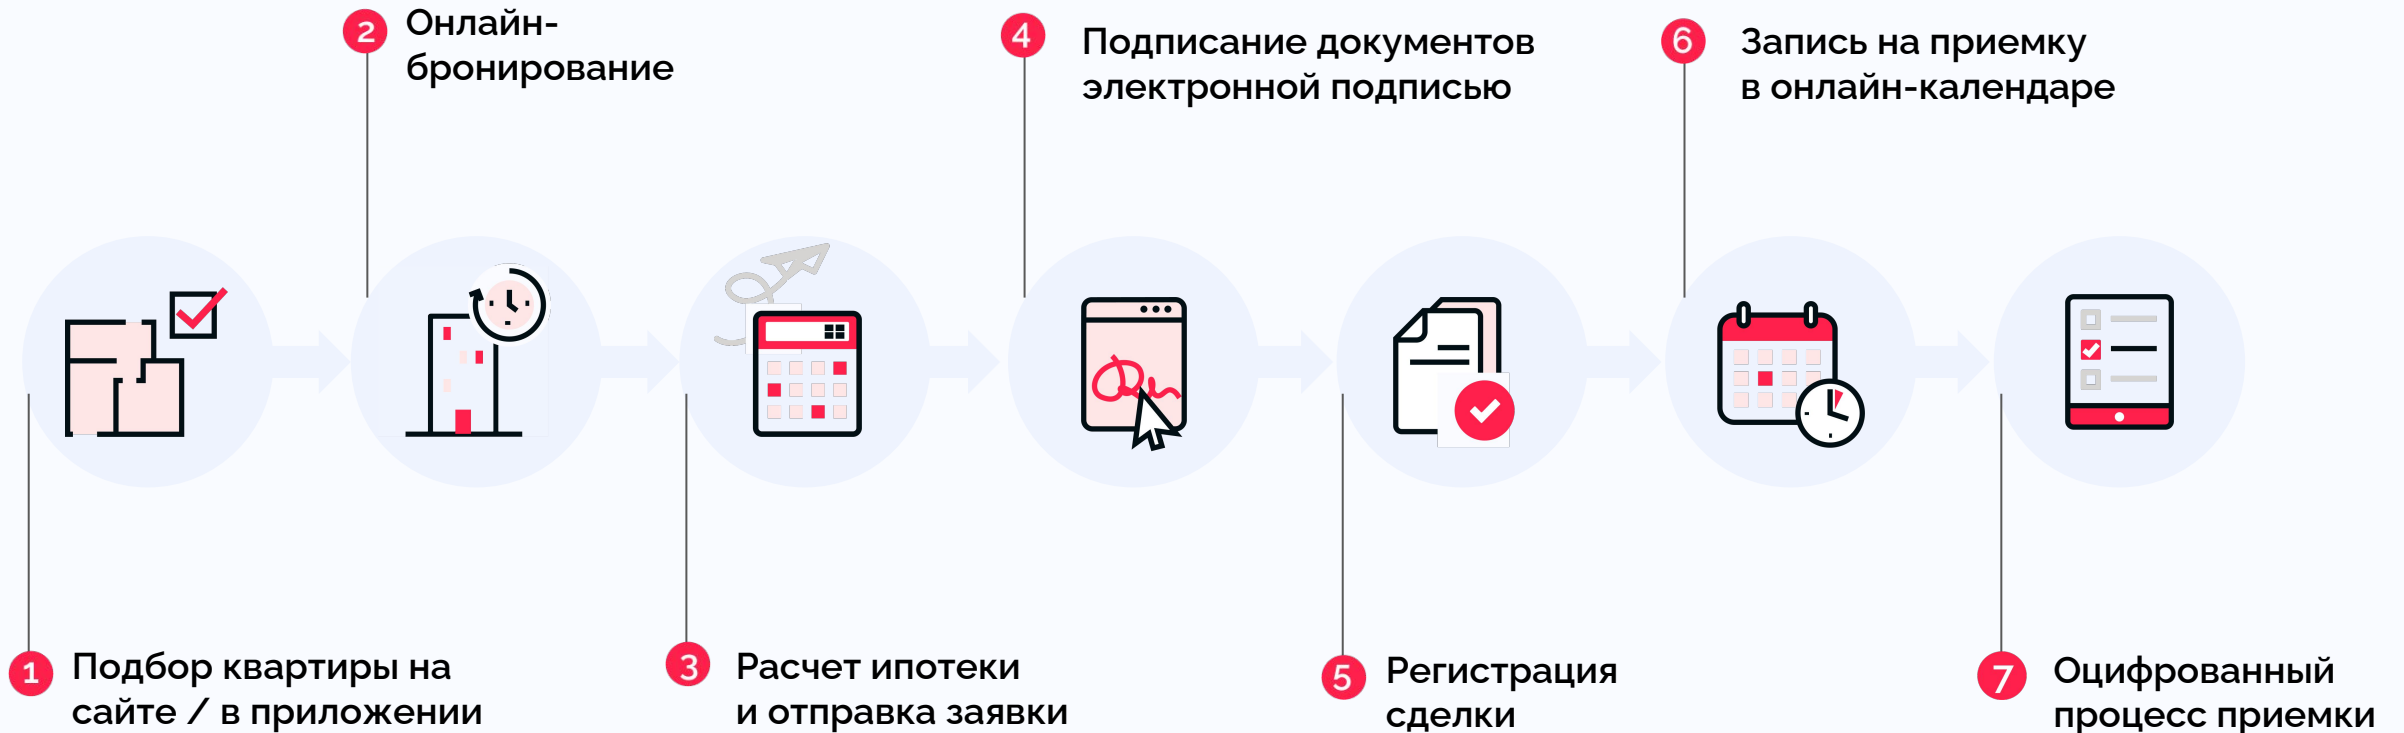 1
Подбор квартиры на
сайте / в приложении
2
Онлайн-
бронирование
3
Расчет ипотеки
и отправка заявки
4
Подписание документов
электронной подписью
5
Регистрация
сделки
6
Запись на приемку
в онлайн-календаре
7
Оцифрованный
процесс приемки